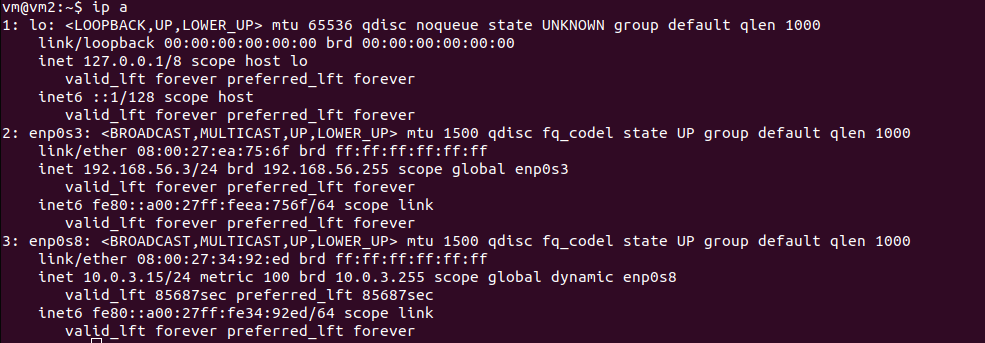 vm@vm2:~$ ip a
1: lo: <LOOPBACK,UP,LOWER_UP> mtu 65536 qdisc noqueue state UNKNOWN group default qlen 1000
    link/loopback 00:00:00:00:00:00 brd 00:00:00:00:00:00
    inet 127.0.0.1/8 scope host lo
       valid_lft forever preferred_lft forever
    inet6 ::1/128 scope host
       valid_lft forever preferred_lft forever
2: enp0s3: <BROADCAST,MULTICAST,UP,LOWER_UP> mtu 1500 qdisc fq_codel state UP group default qlen 1000
    link/ether 08:00:27:ea:75:6f brd ff:ff:ff:ff:ff:ff
    inet 192.168.56.3/24 brd 192.168.56.255 scope global enp0s3
       valid_lft forever preferred_lft forever
    inet6 fe80::a00:27ff:feea:756f/64 scope link
       valid_lft forever preferred_lft forever
3: enp0s8: <BROADCAST,MULTICAST,UP,LOWER_UP> mtu 1500 qdisc fq_codel state UP group default qlen 1000
    link/ether 08:00:27:34:92:ed brd ff:ff:ff:ff:ff:ff
    inet 10.0.3.15/24 metric 100 brd 10.0.3.255 scope global dynamic enp0s8
       valid_lft 85687sec preferred_lft 85687sec
    inet6 fe80::a00:27ff:fe34:92ed/64 scope link
       valid_lft forever preferred_lft forever